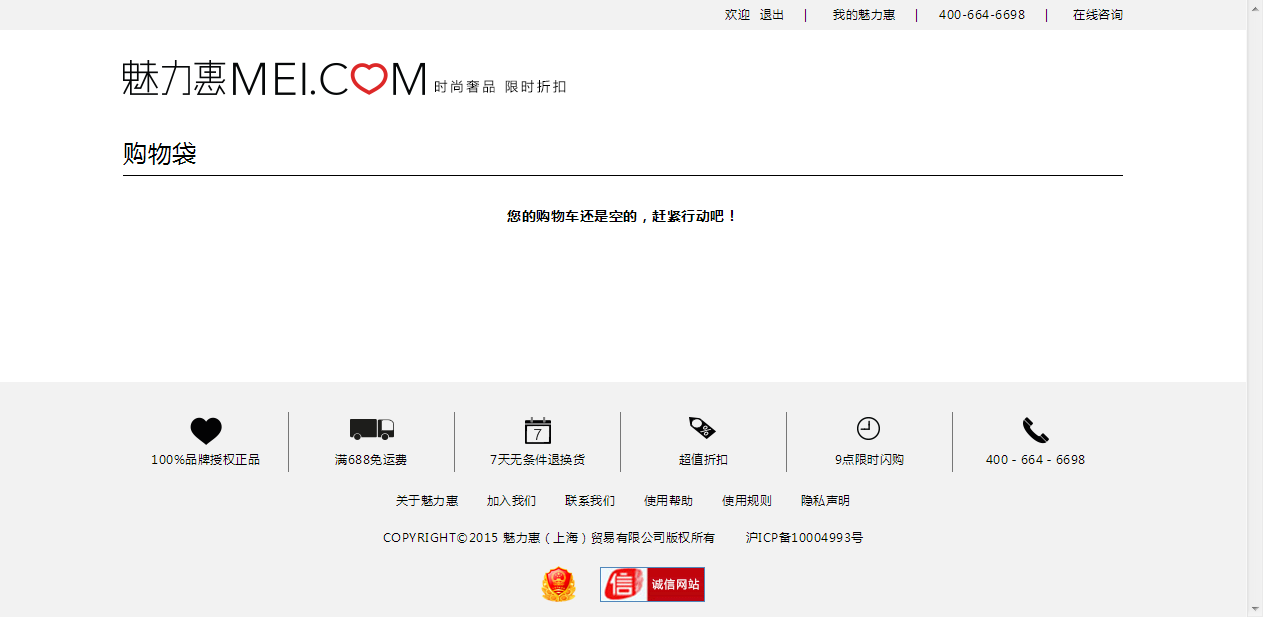 欢迎 退出 | 我的魅力惠 | 400-664-6698 | 在线咨询
魅力惠MEI.COM 时尚奢品 限时折扣
购物袋
您的购物车还是空的，赶紧行动吧！
7
100%品牌授权正品 满688免运费 7天无条件退换货 超值折扣 9点限时闪购 400 - 664 - 6698
关于魅力惠 加入我们 联系我们 使用帮助 使用规则 隐私声明
COPYRIGHT©2015 魅力惠（上海）贸易有限公司版权所有 沪ICP备10004993号
信 诚信网站